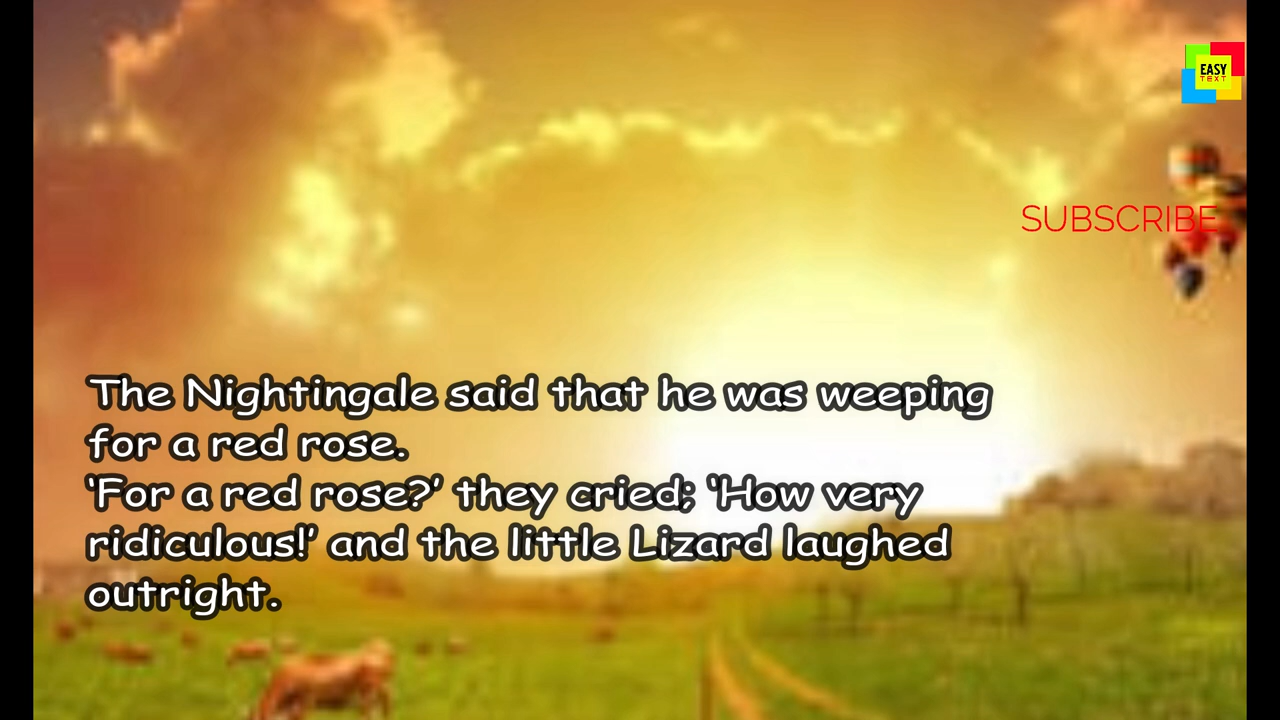 EASY
TEXT
SUBSCRIBE
The Nightingale said that he was weeping
for a red rose.
‘For a red rose?’ they cried; ‘How very
ridiculous!’ and the little Lizard laughed
outright.